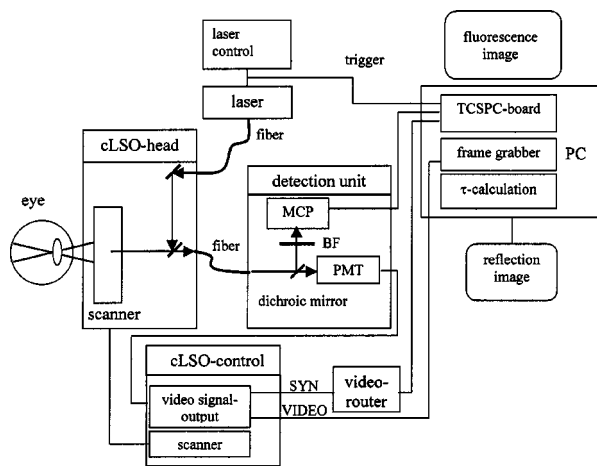 laser
control
fluorescence
image
trigger
laser
TCSPC-board
fiber
cLSO-head
frame grabber
PC
detection unit
τ-calculation
eye
MCP
fiber
BF
PMT
reflection
image
dichroic mirror
scanner
cLSO-control
SYN
video-
router
video signal-
output
VIDEO
scanner